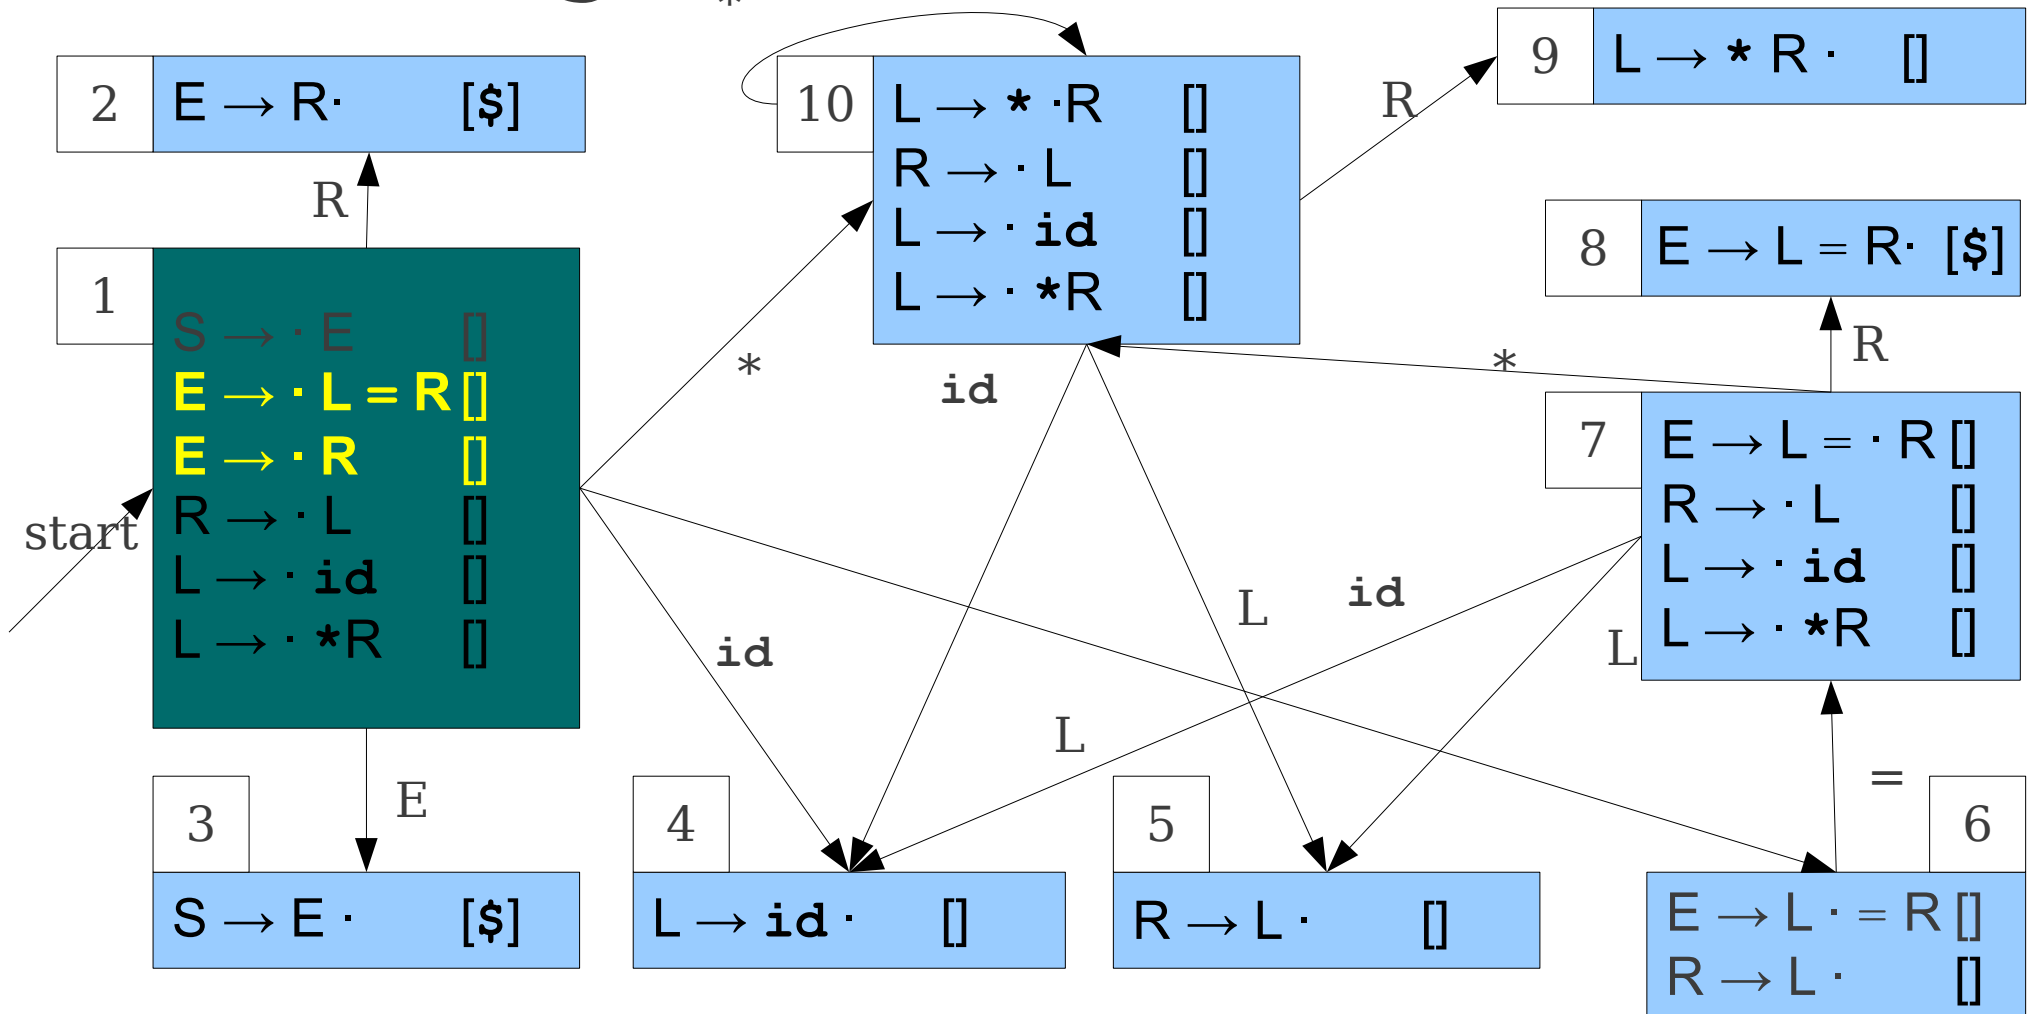 *
2
E → R· [$]
R
1
S → · E []
E → · L = R []
E → · R []
R → · L []
L → · id []
L → · *R []
start
E
3
S → E · [$]
10
L → * ·R []
R → · L []
L → · id []
L → · *R []
R
9
L → * R · []
8
E → L = R· [$]
R
*
id
*
7
E → L = · R []
R → · L []
L → · id []
L → · *R []
id
L
id
L
L
=
4
L → id · []
5
R → L · []
6
E → L · = R []
R → L · []